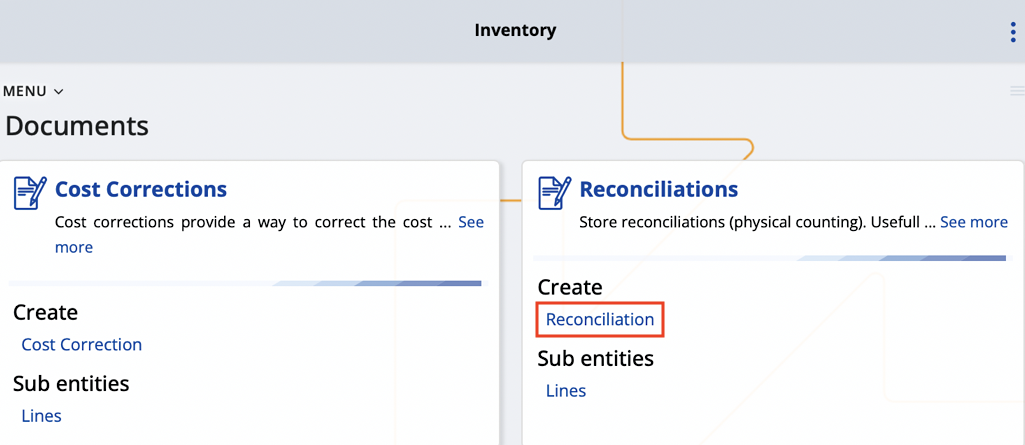 Inventory
MENU
Documents
Cost Corrections
Cost corrections provide a way to correct the cost ... See
more
Create
Cost Correction
Sub entities
Lines
Reconciliations
Store reconciliations (physical counting). Usefull ... See more
Create
Reconciliation
Sub entities
Lines